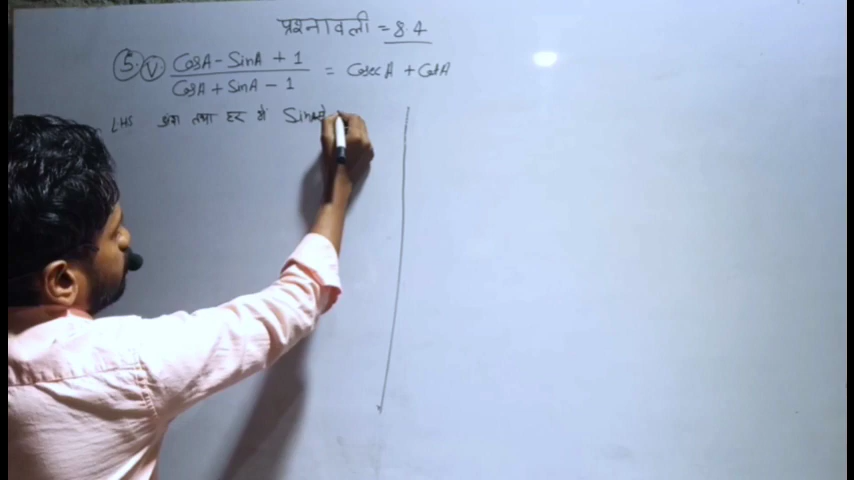 प्रश्नावली = 8.4
5. V. CosA - SinA + 1 / CosA + SinA - 1 = CosecA + CotA
LHS अंश तथा हर में SinA से